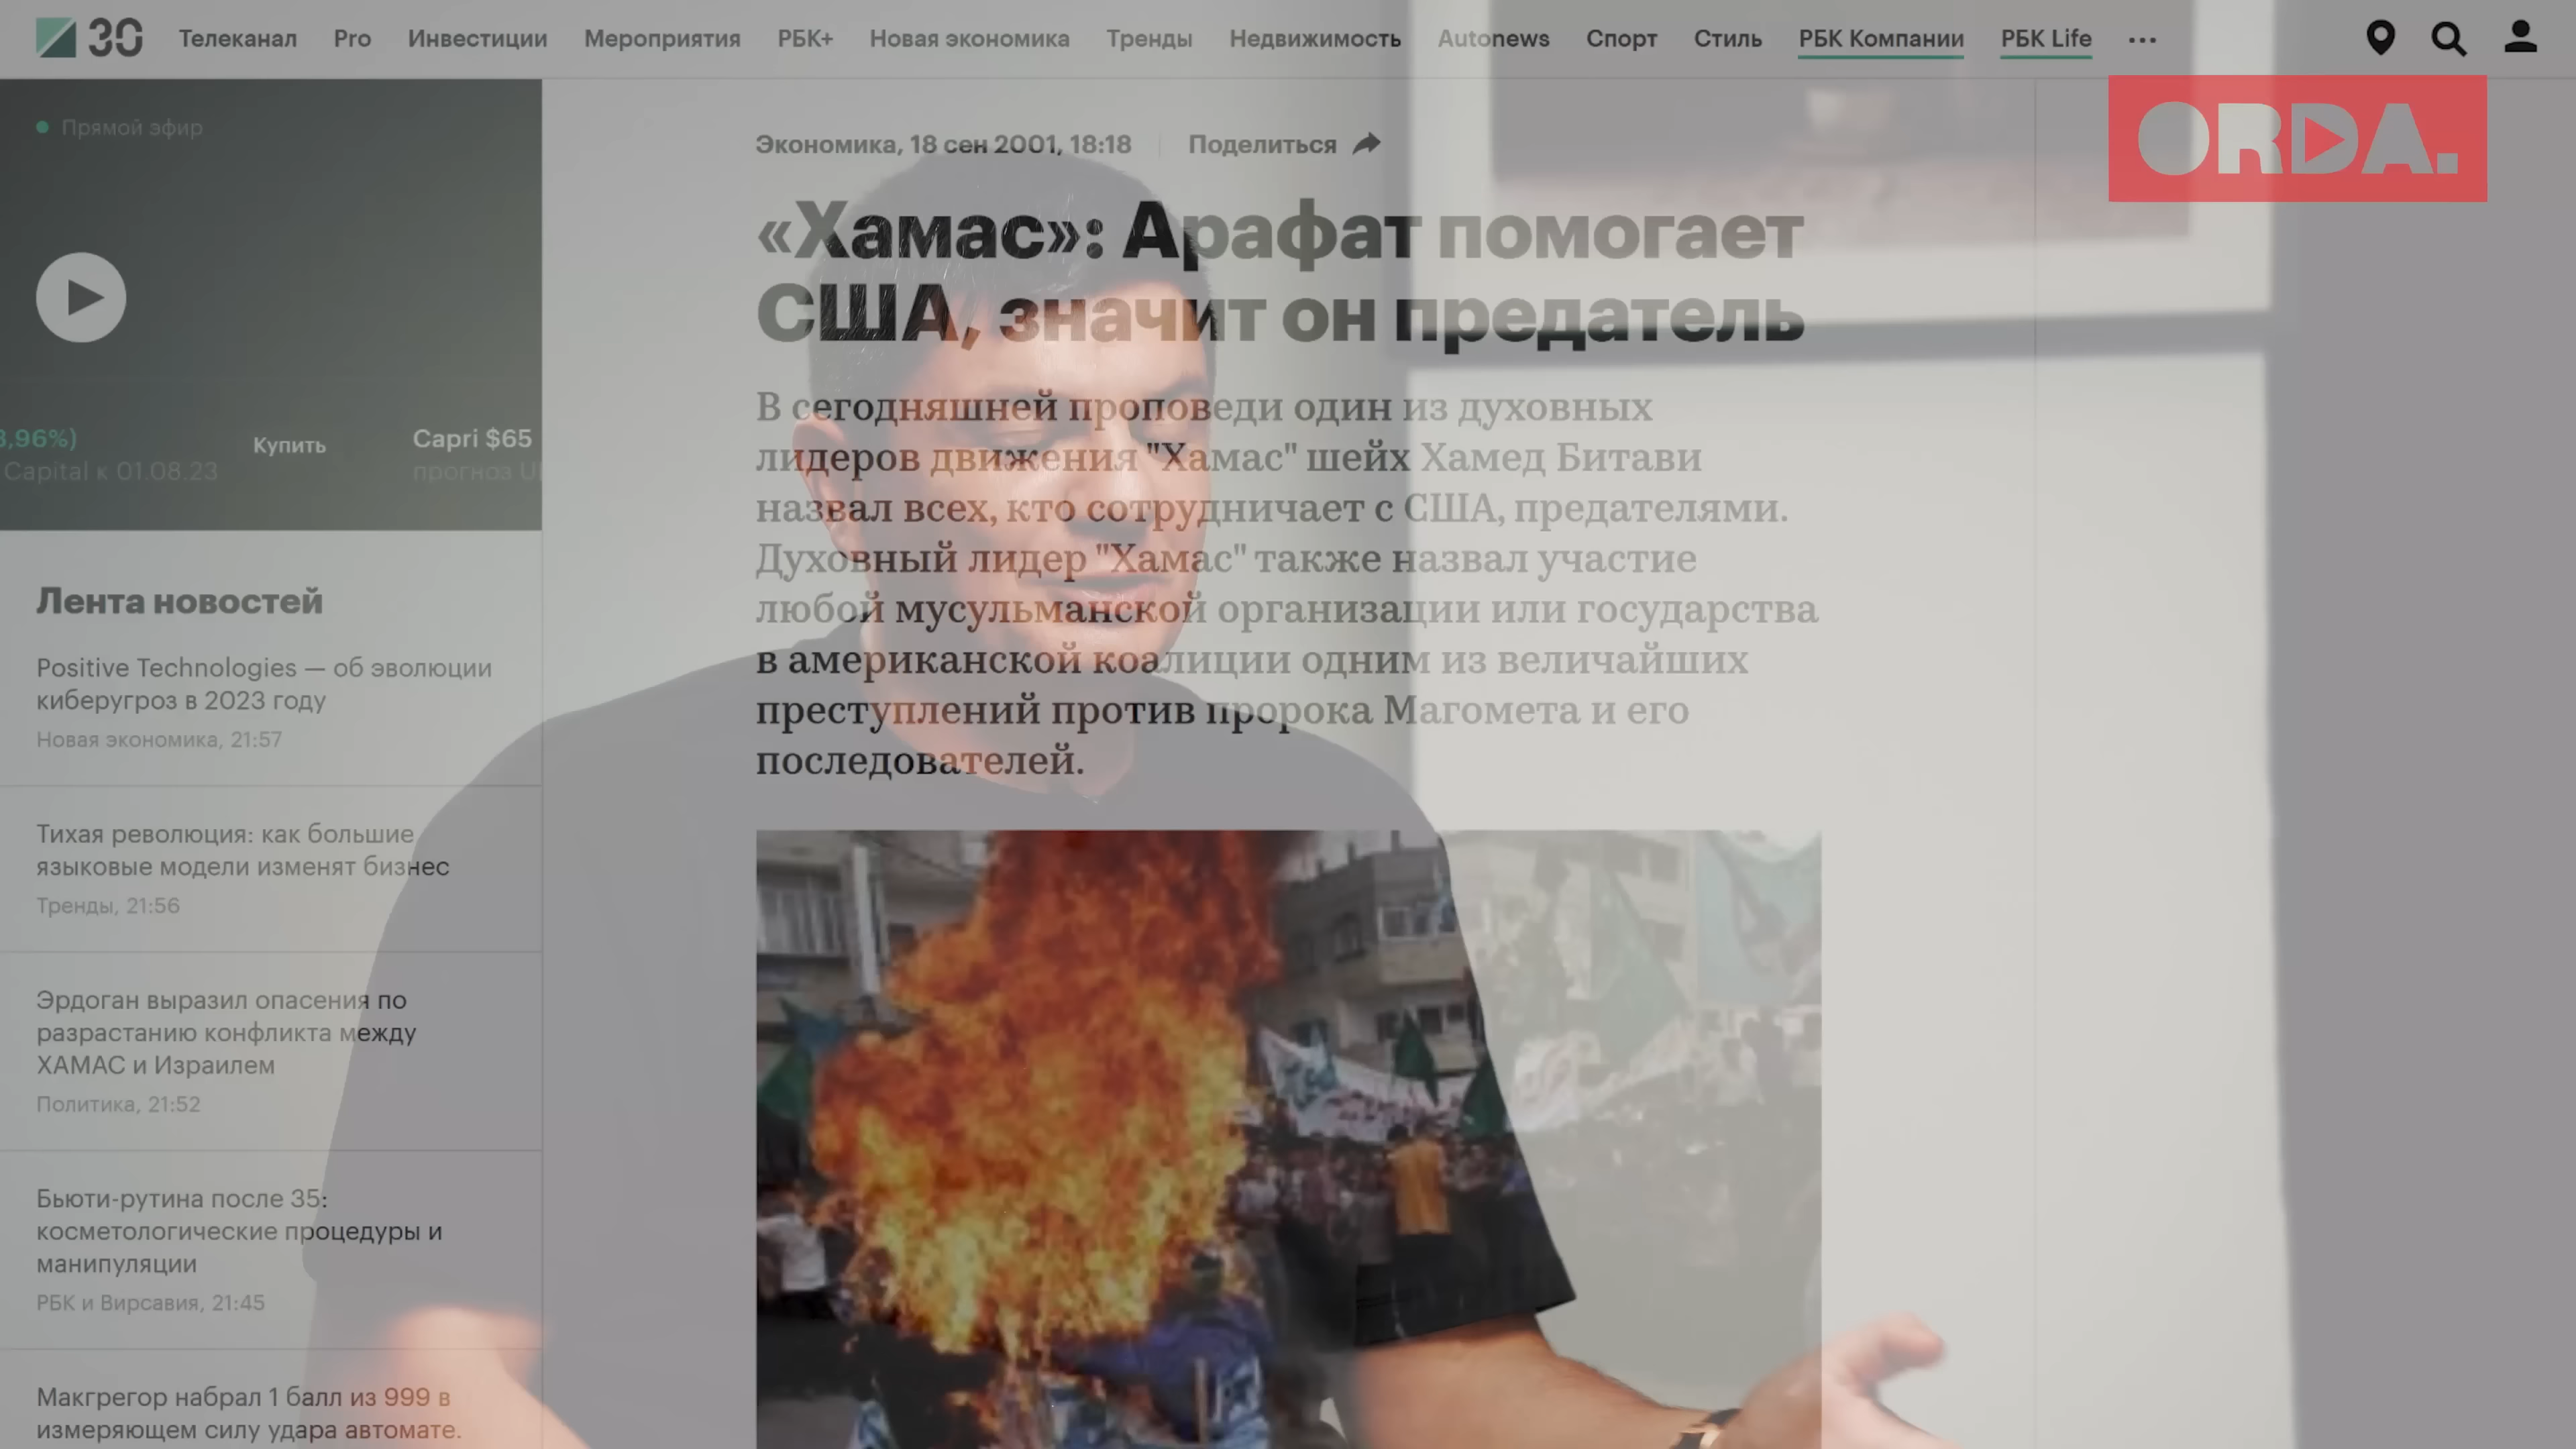 30 Телеканал Pro Инвестиции Мероприятия РБК+ Новая экономика Тренды Недвижимость Autonews Спорт Стиль РБК Компании РБК Life ...
ORDA.
Прямой эфир
3,96%) Купить Capri $65
Capital к 01.08.23 прогноз
Лента новостей
Positive Technologies — об эволюции
киберугроз в 2023 году
Новая экономика, 21:57
Тихая революция: как большие
языковые модели изменят бизнес
Тренды, 21:56
Эрдоган выразил опасения по
разрастанию конфликта между
ХАМАС и Израилем
Политика, 21:52
Бьюти-рутина после 35:
косметологические процедуры и
манипуляции
РБК и Вирсавия, 21:45
Макгрегор набрал 1 балл из 999 в
измеряющем силу удара автомате.
Экономика, 18 сен 2001, 18:18 Поделиться
«Хамас»: Арафат помогает
США, значит он предатель
В сегодняшней проповеди один из духовных
лидеров движения "Хамас" шейх Хамед Битави
назвал всех, кто сотрудничает с США, предателями.
Духовный лидер "Хамас" также назвал участие
любой мусульманской организации или государства
в американской коалиции одним из величайших
преступлений против пророка Магомета и его
последователей.